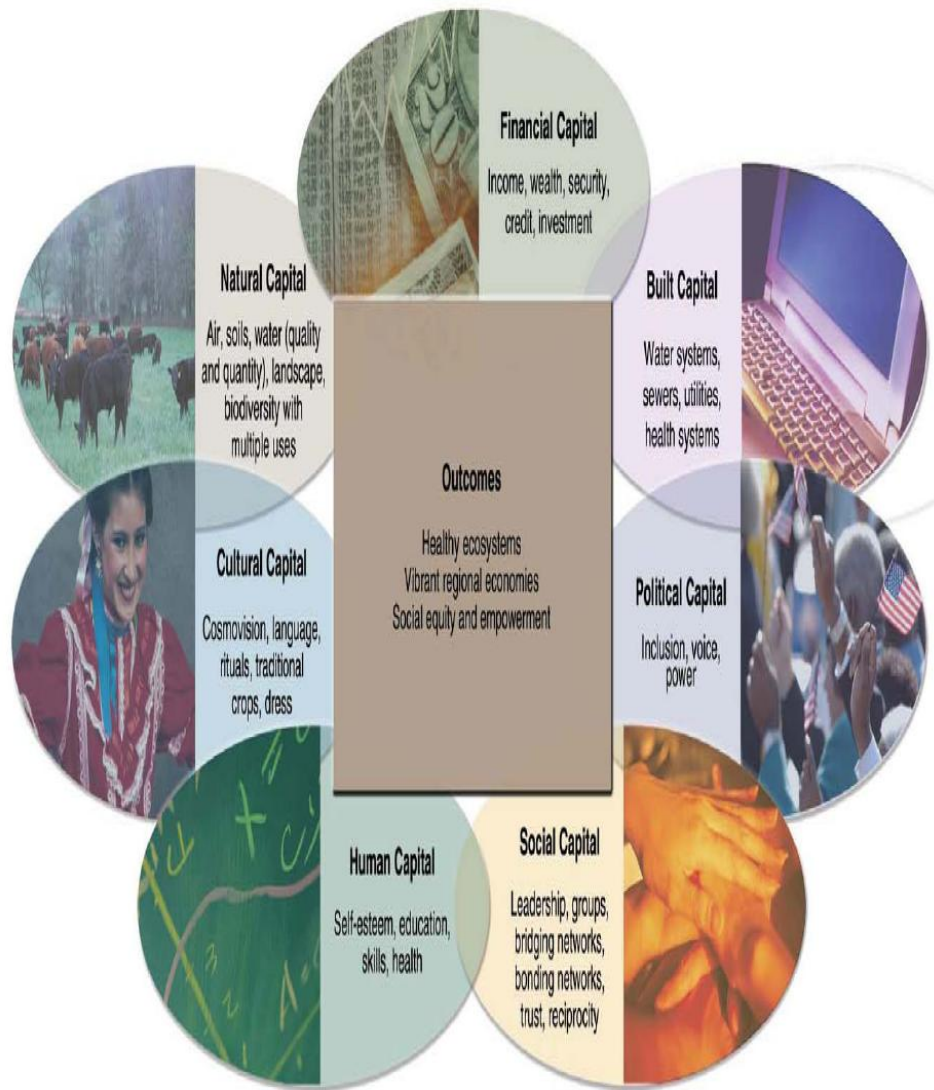 Financial Capital
Income, wealth, security,
credit, investment
Natural Capital
Air, soils, water (quality
and quantity), landscape,
biodiversity with
multiple uses
Built Capital
Water systems,
sewers, utilities,
health systems
Outcomes
Healthy ecosystems
Vibrant regional economies
Social equity and empowerment
Cultural Capital
Cosmovision, language,
rituals, traditional
crops, dress
Political Capital
Inclusion, voice,
power
Human Capital
Self-esteem, education,
skills, health
Social Capital
Leadership, groups,
bridging networks,
bonding networks,
trust, reciprocity